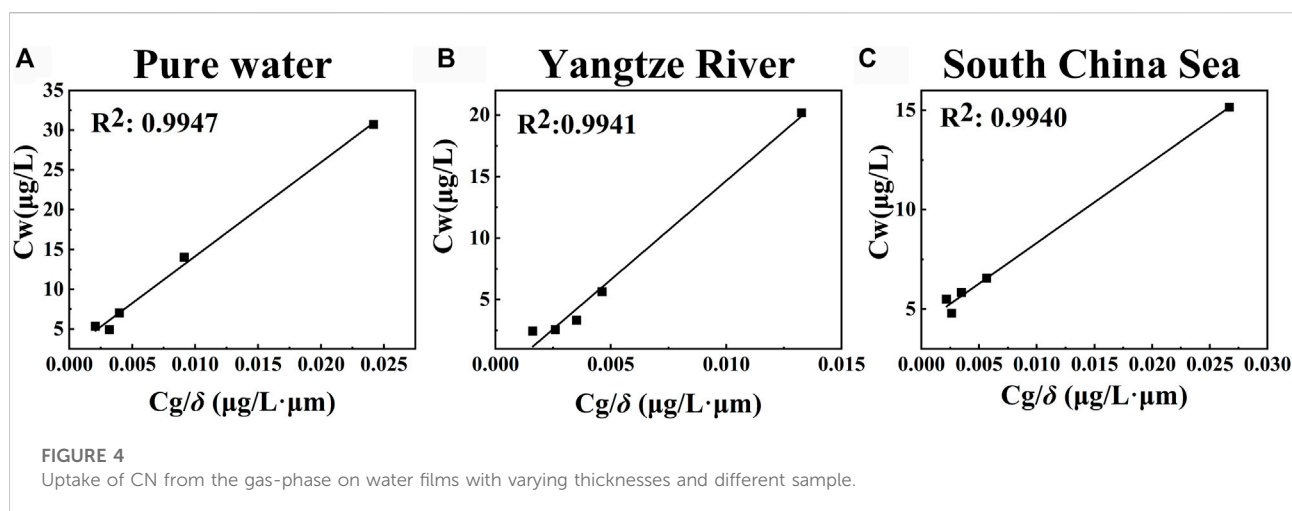 A Pure water
R²: 0.9947
35
30
25
20
15
10
5
Cw(μg/L)
0.000 0.005 0.010 0.015 0.020 0.025
Cg/δ (μg/L·μm)
B Yangtze River
R²:0.9941
20
15
10
5
Cw(μg/L)
0.000 0.005 0.010 0.015
Cg/δ (μg/L·μm)
C South China Sea
R²: 0.9940
15
10
5
Cw(μg/L)
0.000 0.005 0.010 0.015 0.020 0.025 0.030
Cg/δ (μg/L·μm)
FIGURE 4
Uptake of CN from the gas-phase on water films with varying thicknesses and different sample.